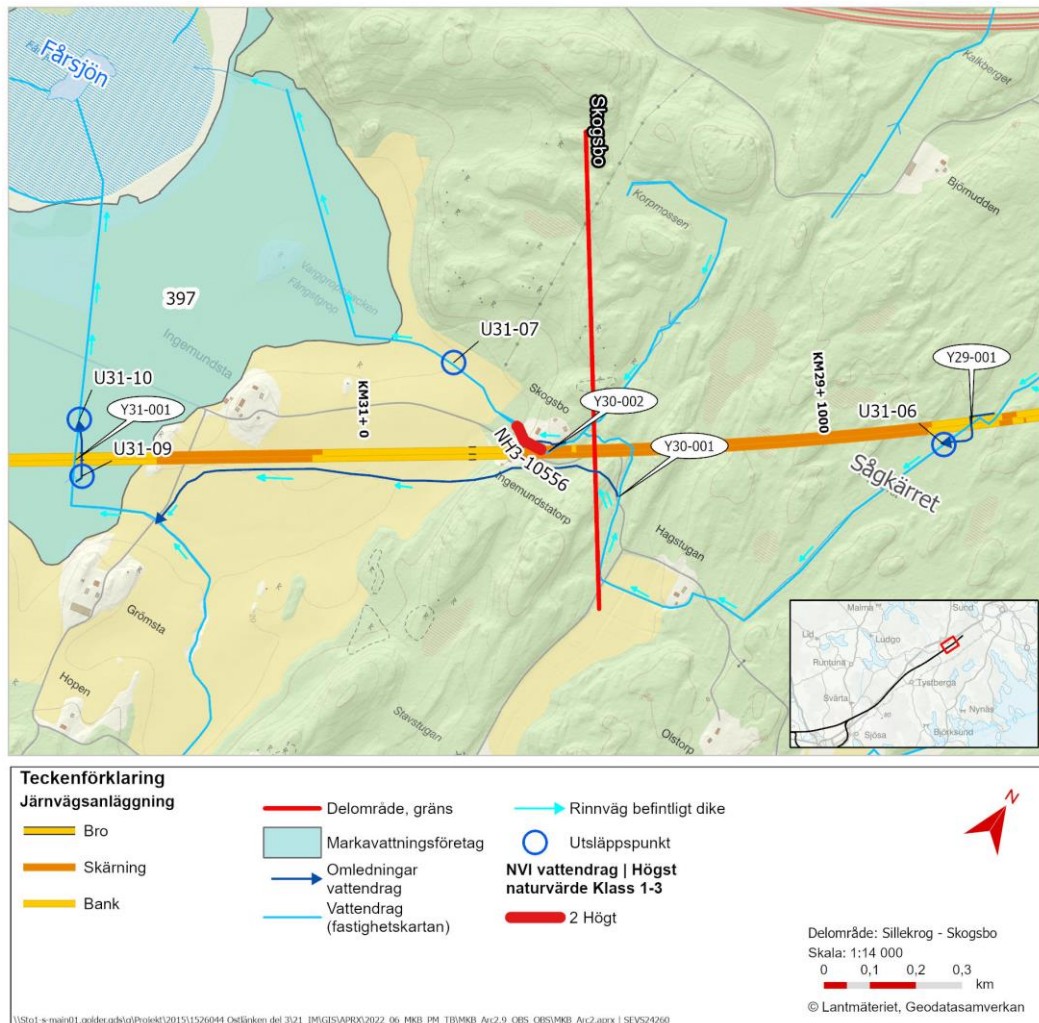 Fårsjön
Skogsbo
Kalkberget
Björnudden
Korpmossen
397
Ingemundsta
Fångstgrop
U31-07
KM31+ 0
Skogsbo
Y30-002
KM29+ 1000
Y29-001
U31-06
U31-10
Y31-001
U31-09
NH3-10556
Ingemundstatorp
Y30-001
Sågkärret
Hagstugan
Grömsta
Hopen
Stavstugan
Olstorp
Malma
Sund
Lid
Ludgo
Runtuna
Tystberga
Svärta
Nynäs
Sjösa
Björksund
Teckenförklaring
Järnvägsanläggning
Bro
Skärning
Bank
Delområde, gräns
Markavattningsföretag
Omledningar
vattendrag
Vattendrag
(fastighetskartan)
Rinnväg befintligt dike
Utsläppspunkt
NVI vattendrag | Högst
naturvärde Klass 1-3
2 Högt
N
Delområde: Sillekrog - Skogsbo
Skala: 1:14 000
0 0,1 0,2 0,3
km
© Lantmäteriet, Geodatasamverkan